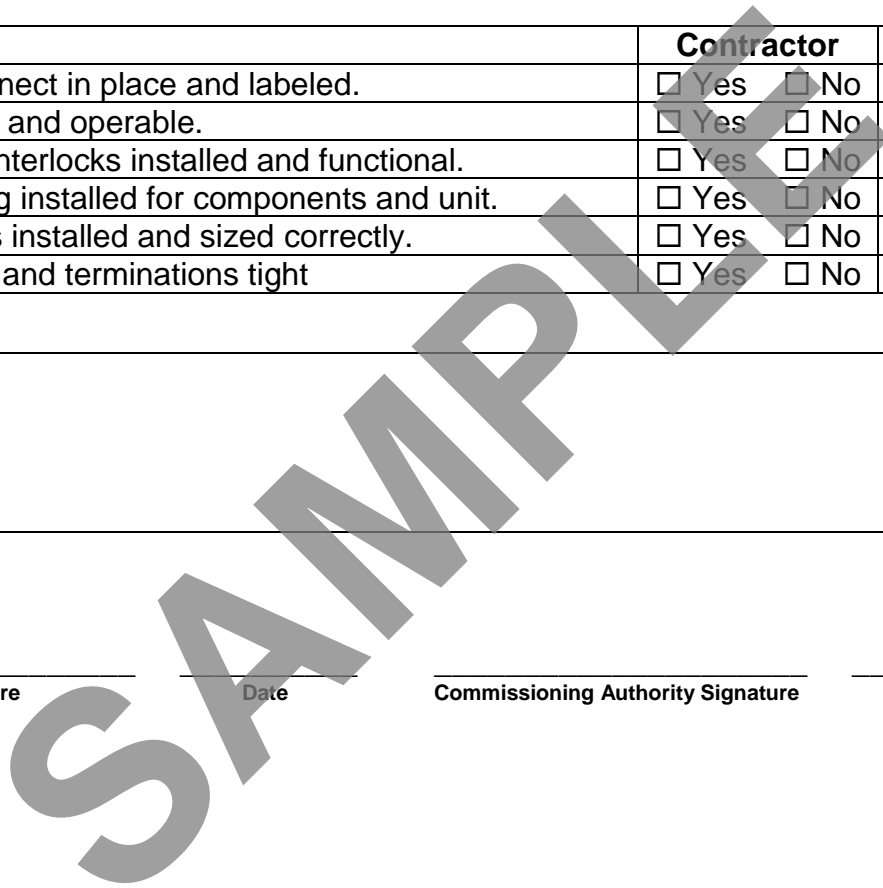 Contractor
nect in place and labeled. ☐ Yes ☐ No
and operable. ☐ Yes ☐ No
nterlocks installed and functional. ☐ Yes ☐ No
g installed for components and unit. ☐ Yes ☐ No
s installed and sized correctly. ☐ Yes ☐ No
and terminations tight ☐ Yes ☐ No
re Date Commissioning Authority Signature
SAMPLE